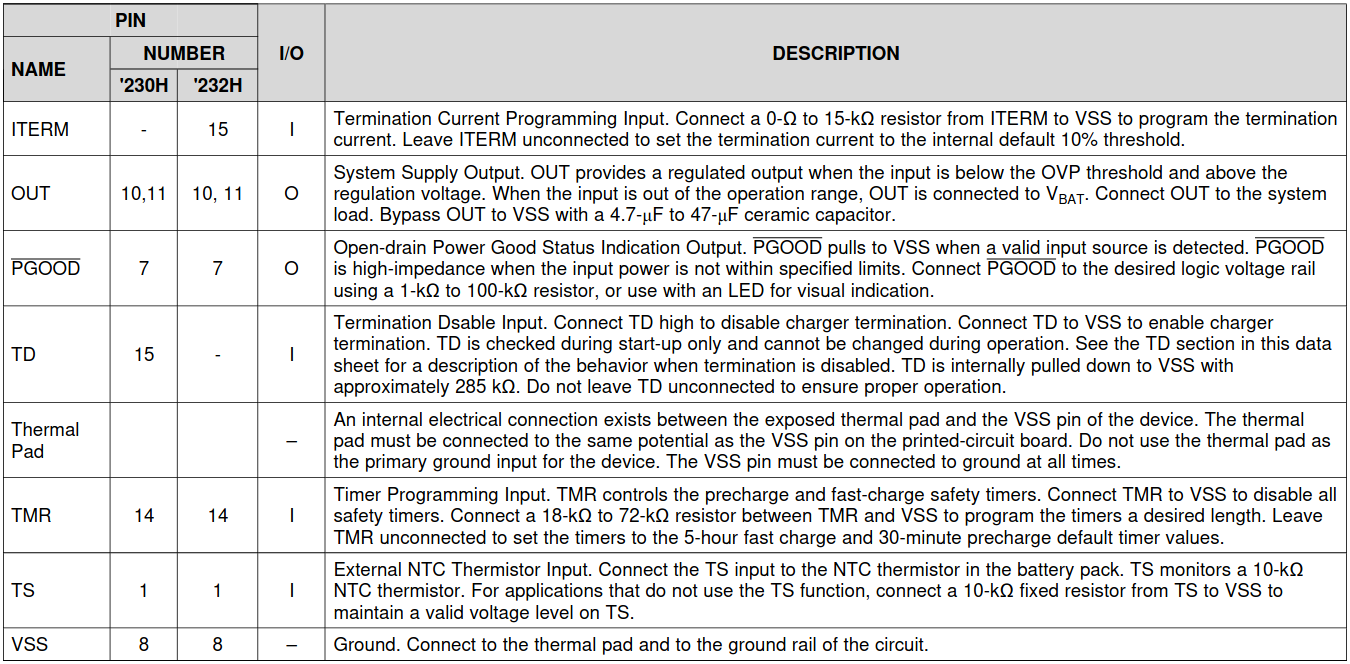 PIN
NAME
NUMBER
I/O
DESCRIPTION
'230H
'232H
ITERM
-
15
I
Termination Current Programming Input. Connect a 0-Ω to 15-kΩ resistor from ITERM to VSS to program the termination
current. Leave ITERM unconnected to set the termination current to the internal default 10% threshold.
OUT
10,11
10, 11
O
System Supply Output. OUT provides a regulated output when the input is below the OVP threshold and above the
regulation voltage. When the input is out of the operation range, OUT is connected to VBAT. Connect OUT to the system
load. Bypass OUT to VSS with a 4.7-μF to 47-μF ceramic capacitor.
PGOOD
7
7
O
Open-drain Power Good Status Indication Output. PGOOD pulls to VSS when a valid input source is detected. PGOOD
is high-impedance when the input power is not within specified limits. Connect PGOOD to the desired logic voltage rail
using a 1-kΩ to 100-kΩ resistor, or use with an LED for visual indication.
TD
15
-
I
Termination Dsable Input. Connect TD high to disable charger termination. Connect TD to VSS to enable charger
termination. TD is checked during start-up only and cannot be changed during operation. See the TD section in this data
sheet for a description of the behavior when termination is disabled. TD is internally pulled down to VSS with
approximately 285 kΩ. Do not leave TD unconnected to ensure proper operation.
Thermal
Pad
–
An internal electrical connection exists between the exposed thermal pad and the VSS pin of the device. The thermal
pad must be connected to the same potential as the VSS pin on the printed-circuit board. Do not use the thermal pad as
the primary ground input for the device. The VSS pin must be connected to ground at all times.
TMR
14
14
I
Timer Programming Input. TMR controls the precharge and fast-charge safety timers. Connect TMR to VSS to disable all
safety timers. Connect a 18-kΩ to 72-kΩ resistor between TMR and VSS to program the timers a desired length. Leave
TMR unconnected to set the timers to the 5-hour fast charge and 30-minute precharge default timer values.
TS
1
1
I
External NTC Thermistor Input. Connect the TS input to the NTC thermistor in the battery pack. TS monitors a 10-kΩ
NTC thermistor. For applications that do not use the TS function, connect a 10-kΩ fixed resistor from TS to VSS to
maintain a valid voltage level on TS.
VSS
8
8
–
Ground. Connect to the thermal pad and to the ground rail of the circuit.